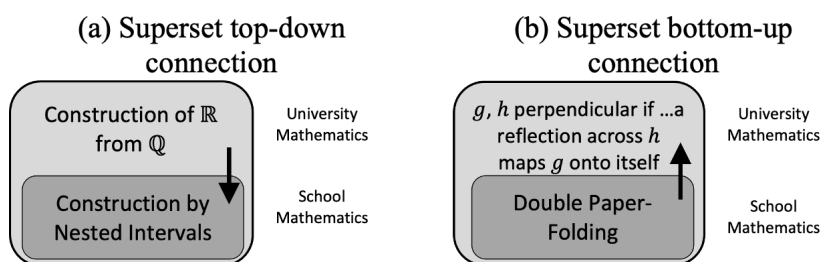 (a) Superset top-down
connection
Construction of ℝ
from ℚ
University
Mathematics
Construction by
Nested Intervals
School
Mathematics
(b) Superset bottom-up
connection
g, h perpendicular if ...a
reflection across h
maps g onto itself
University
Mathematics
Double Paper-
Folding
School
Mathematics